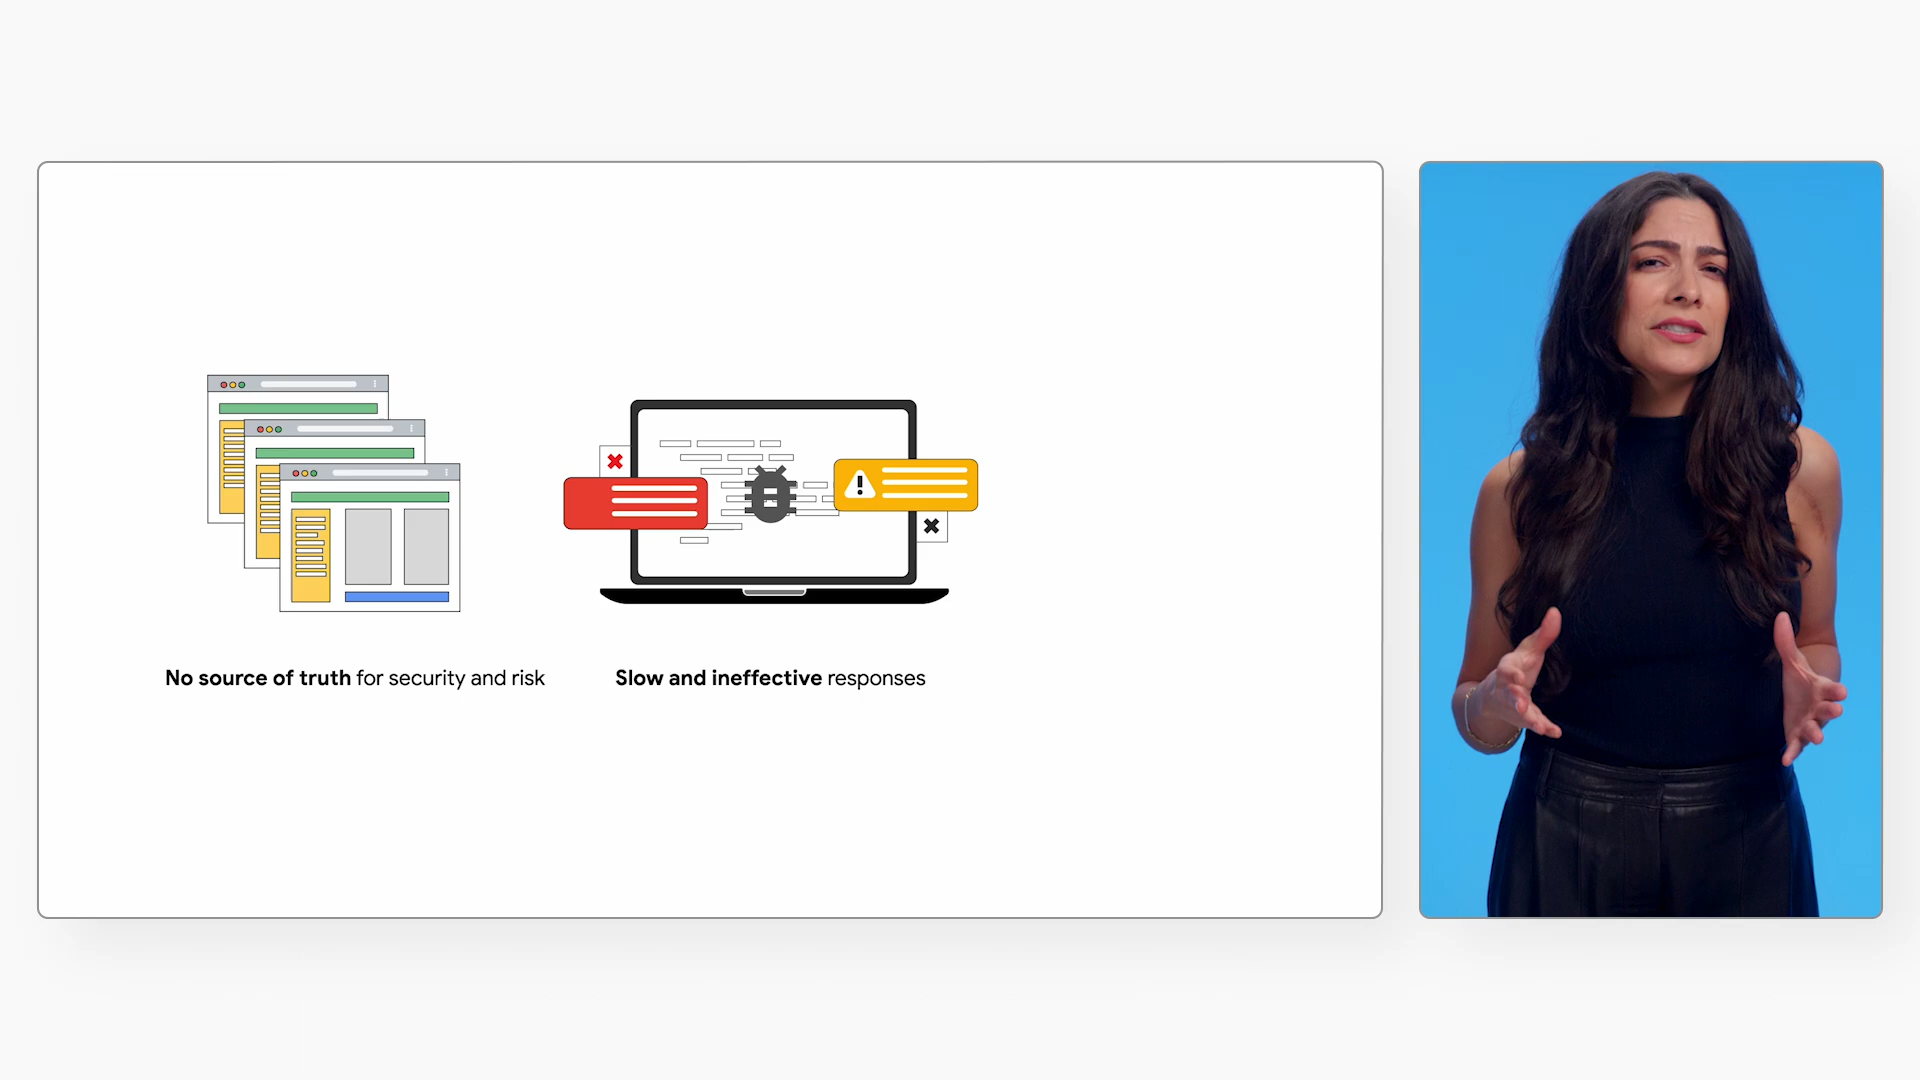 No source of truth for security and risk
Slow and ineffective responses